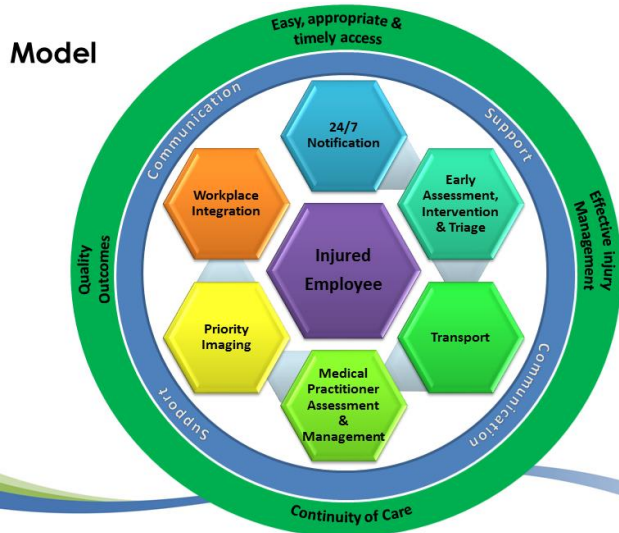 Model
Easy, appropriate &
timely access
Communication
Support
24/7
Notification
Workplace
Integration
Early
Assessment,
Intervention
& Triage
Effective injury
Management
Quality
Outcomes
Injured
Employee
Priority
Imaging
Transport
Medical
Practitioner
Assessment
&
Management
Support
Communication
Continuity of Care